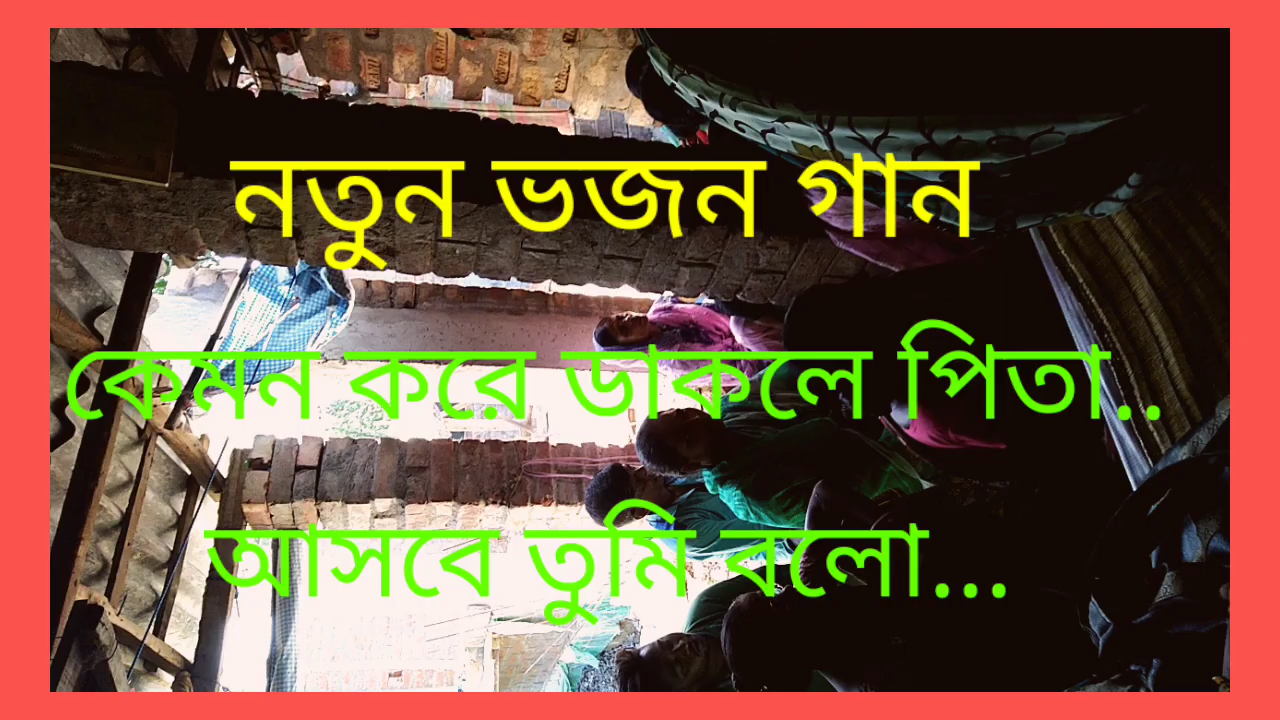 নতুন ভজন গান
কেমন করে ডাকলে পিতা..
আসবে তুমি বলো...